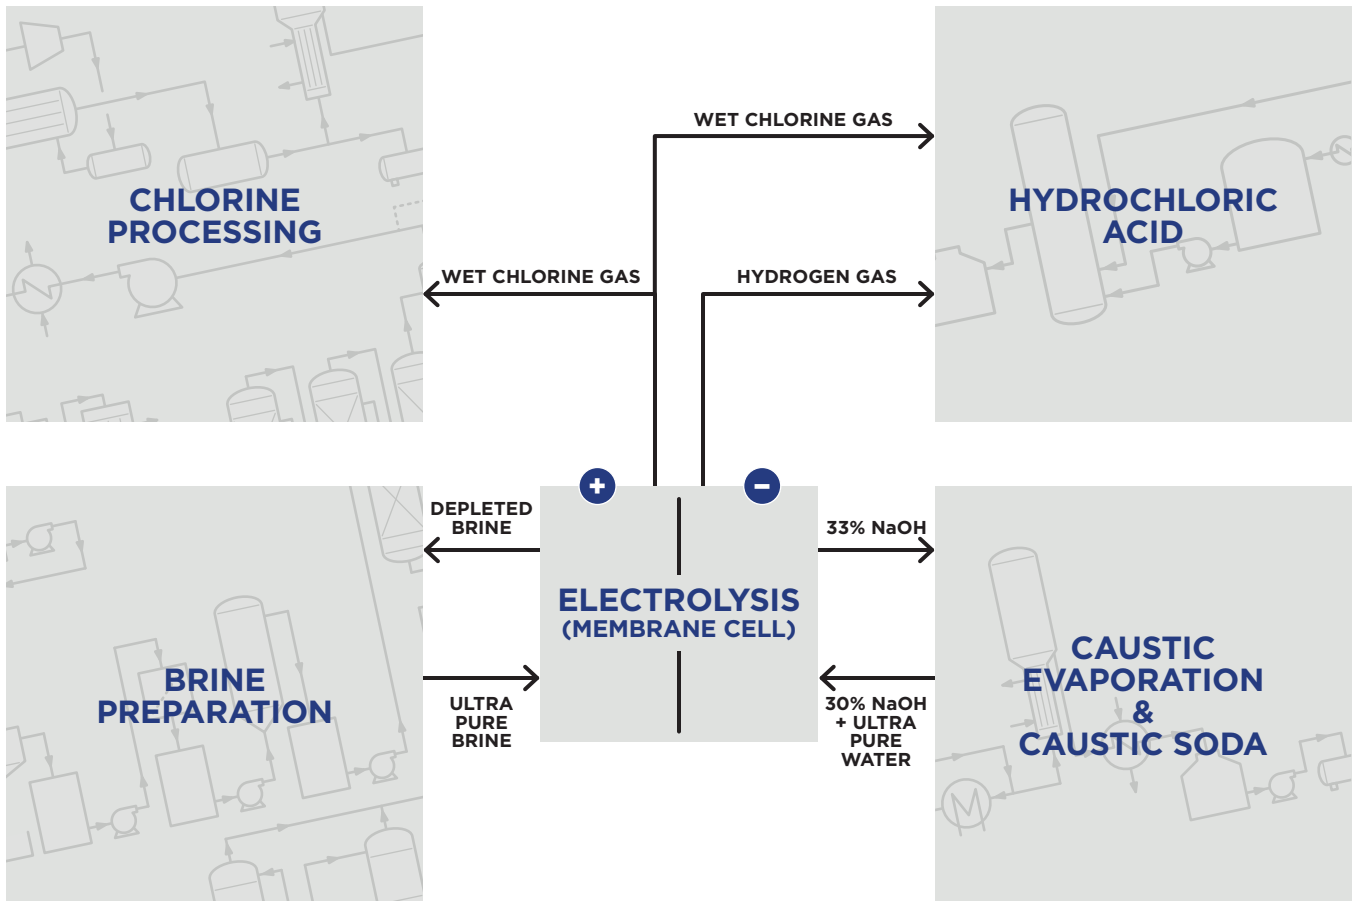 WET CHLORINE GAS
CHLORINE
PROCESSING
HYDROCHLORIC
ACID
WET CHLORINE GAS
HYDROGEN GAS
+
−
DEPLETED
BRINE
33% NaOH
ELECTROLYSIS
(MEMBRANE CELL)
BRINE
PREPARATION
CAUSTIC
EVAPORATION
&
CAUSTIC SODA
ULTRA
PURE
BRINE
30% NaOH
+ ULTRA
PURE
WATER